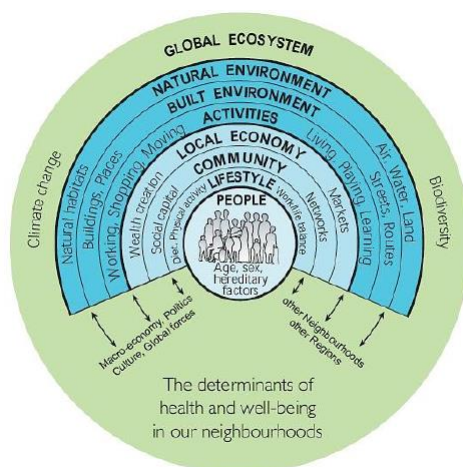 GLOBAL ECOSYSTEM
NATURAL ENVIRONMENT
BUILT ENVIRONMENT
ACTIVITIES
LOCAL ECONOMY
COMMUNITY
LIFESTYLE
PEOPLE
Age, sex,
hereditary
factors
Climate change
Natural habitats
Buildings, Places
Working, Shopping, Moving
Wealth creation
Social capital
Diet, Physical activity
Work/life balance
Networks
Markets
Living, Playing, Learning
Streets, Routes
Air, Water, Land
Biodiversity
Macro-economy, Politics
Culture, Global forces
other Neighbourhoods
other Regions
The determinants of
health and well-being
in our neighbourhoods